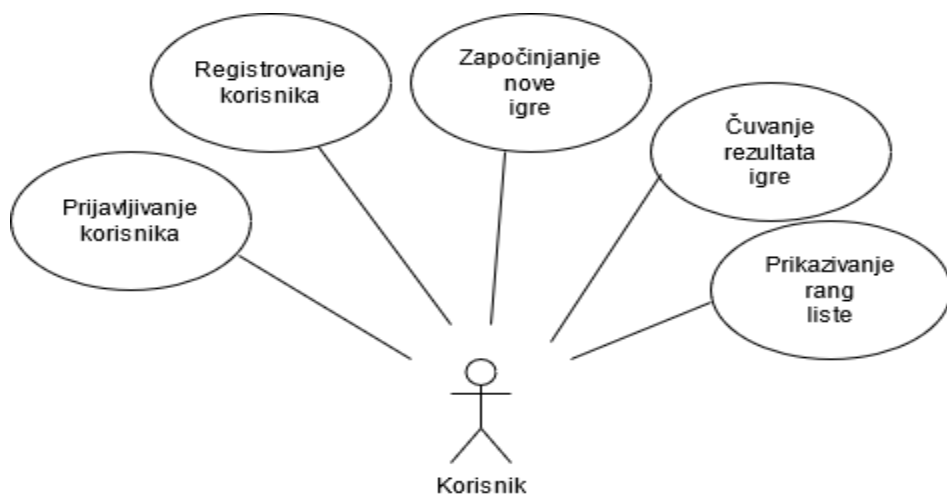 Registrovanje
korisnika
Započinjanje
nove
igre
Čuvanje
rezultata
igre
Prijavljivanje
korisnika
Prikazivanje
rang
liste
Korisnik